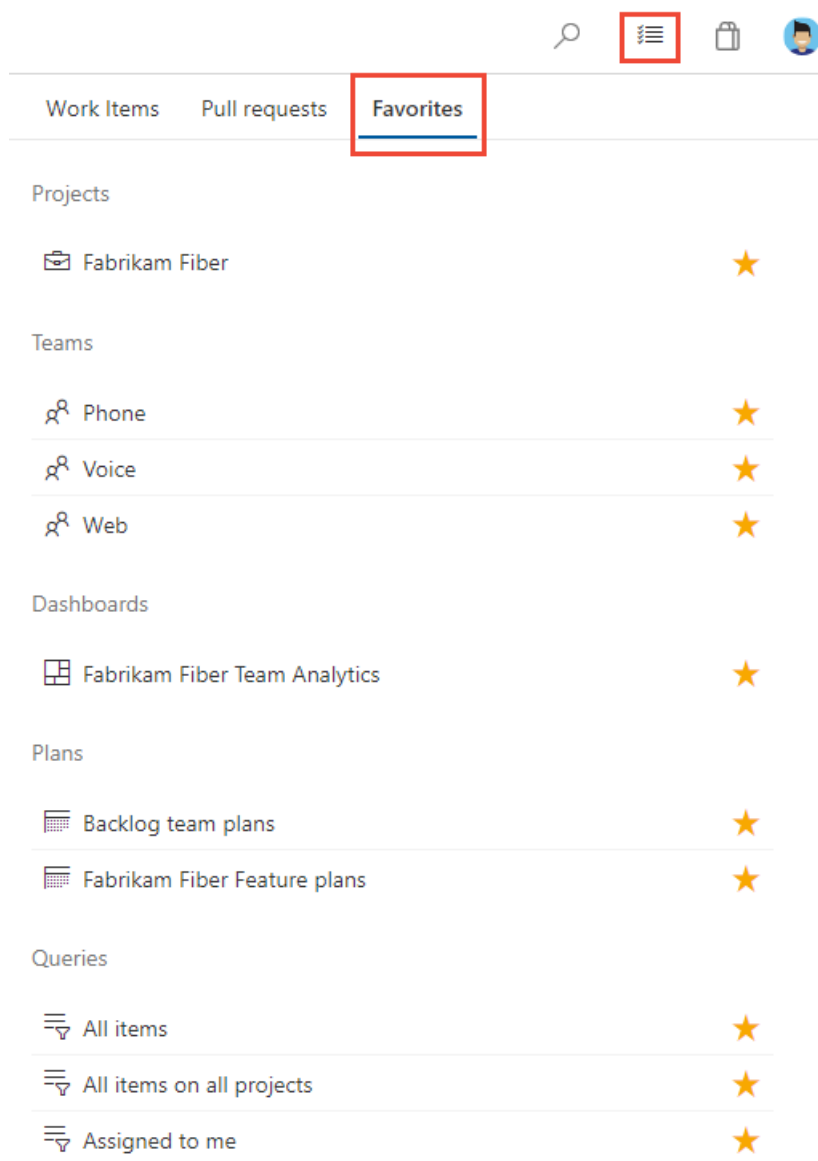 Work Items Pull requests Favorites
Projects
Fabrikam Fiber
Teams
Phone
Voice
Web
Dashboards
Fabrikam Fiber Team Analytics
Plans
Backlog team plans
Fabrikam Fiber Feature plans
Queries
All items
All items on all projects
Assigned to me